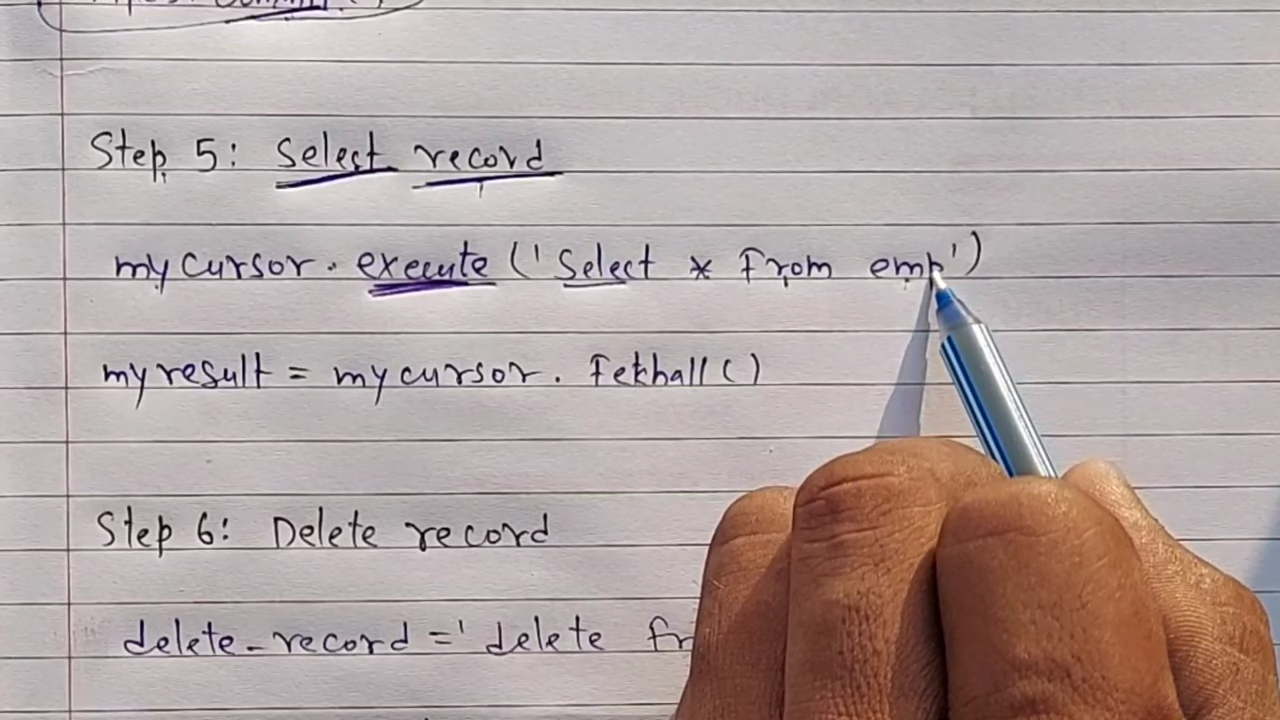 Step 5: Select record
mycursor.execute('Select * From emp')
myresult = mycursor.Fetchall()
Step 6: Delete record
delete-record = 'delete fr